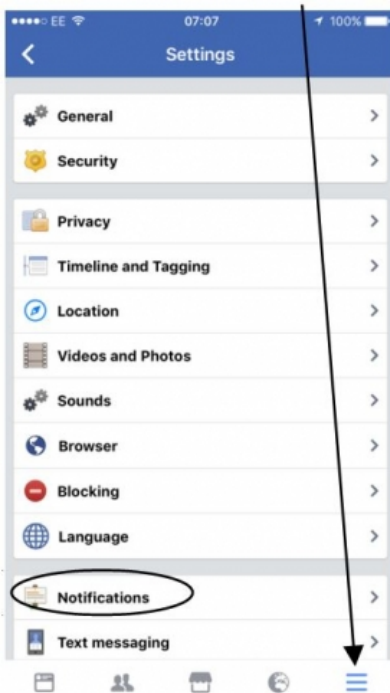 EE 07:07 100%
Settings
General
Security
Privacy
Timeline and Tagging
Location
Videos and Photos
Sounds
Browser
Blocking
Language
Notifications
Text messaging